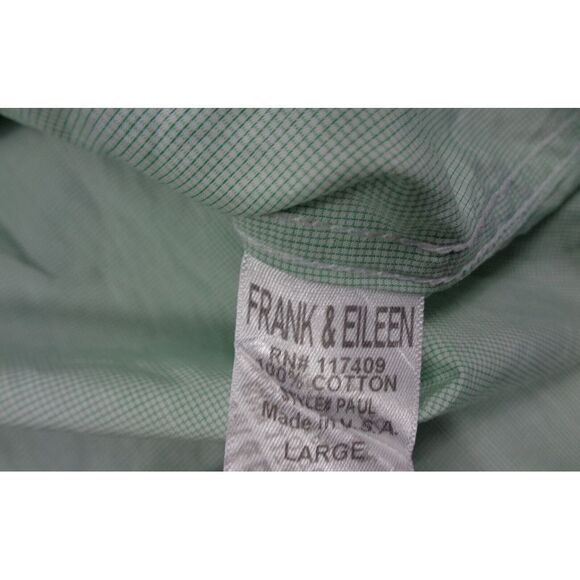 FRANK & EILEEN
RN# 117409
100% COTTON
STYLE# PAUL
Made in U.S.A.
LARGE